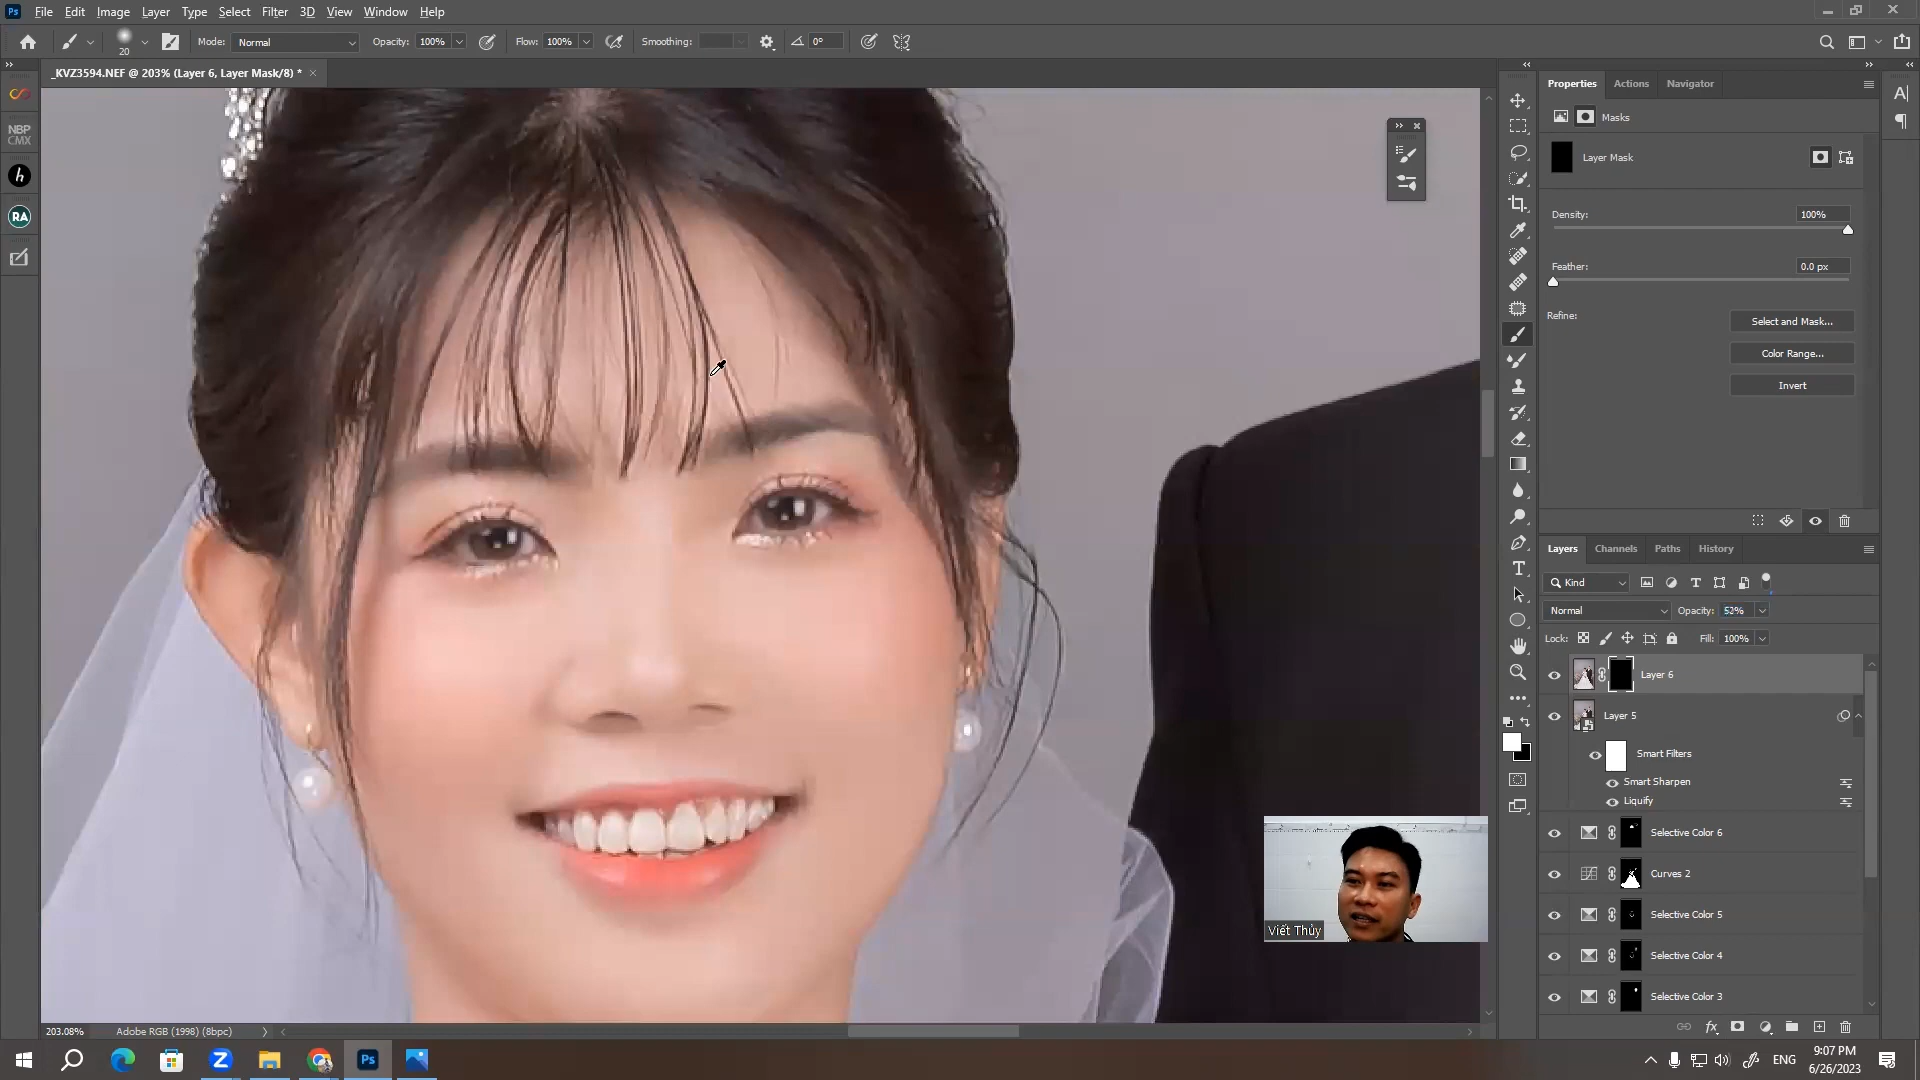 Ps File Edit Image Layer Type Select Filter 3D View Window Help
20 Mode: Normal Opacity: 100% Flow: 100% Smoothing: 0°
_KVZ3594.NEF @ 203% (Layer 6, Layer Mask/8) *
NBP
CMX
h
RA
Properties Actions Navigator
Masks
Layer Mask
Density: 100%
Feather: 0.0 px
Refine: Select and Mask...
Color Range...
Invert
Layers Channels Paths History
Kind
Normal Opacity: 52%
Lock: Fill: 100%
Layer 6
Layer 5
Smart Filters
Smart Sharpen
Liquify
Selective Color 6
Curves 2
Selective Color 5
Selective Color 4
Selective Color 3
Viết Thủy
203.08% Adobe RGB (1998) (8bpc)
ENG 9:07 PM
6/26/2023